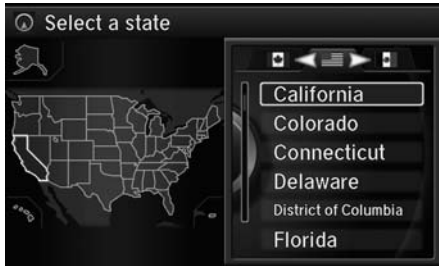 Select a state
California
Colorado
Connecticut
Delaware
District of Columbia
Florida